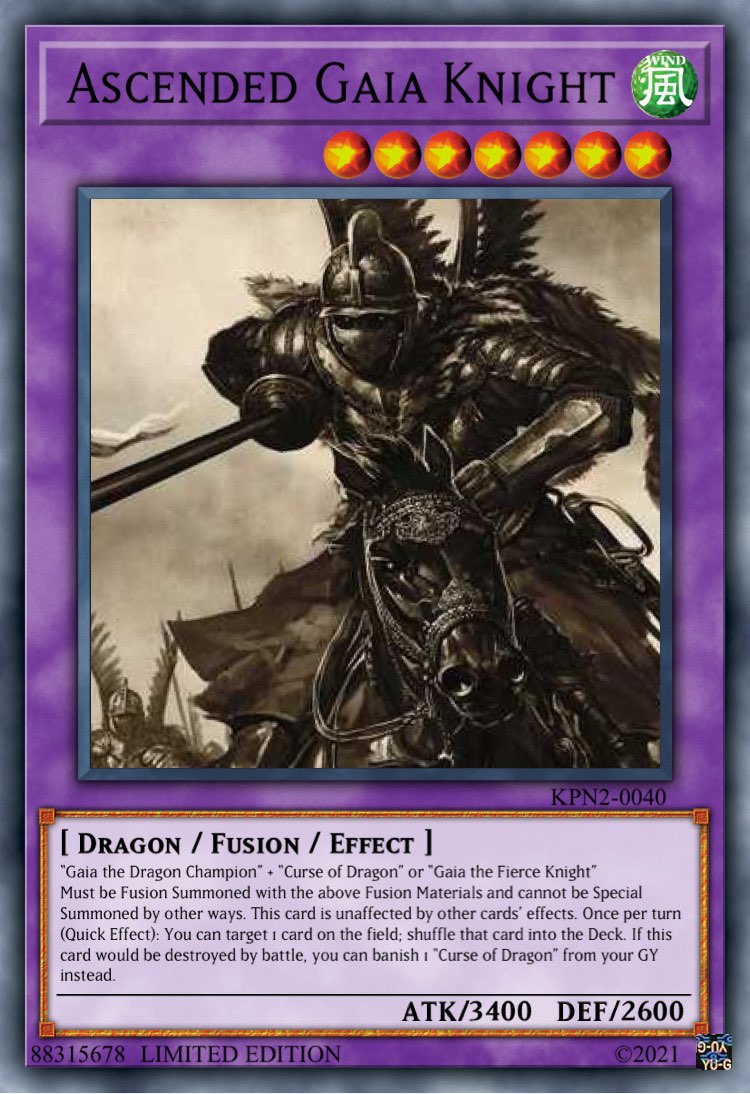 Ascended Gaia Knight
WIND
風
KPN2-0040
[ Dragon / Fusion / Effect ]
"Gaia the Dragon Champion" + "Curse of Dragon" or "Gaia the Fierce Knight"
Must be Fusion Summoned with the above Fusion Materials and cannot be Special
Summoned by other ways. This card is unaffected by other cards' effects. Once per turn
(Quick Effect): You can target 1 card on the field; shuffle that card into the Deck. If this
card would be destroyed by battle, you can banish 1 "Curse of Dragon" from your GY
instead.
ATK/3400 DEF/2600
88315678 LIMITED EDITION
©2021
YU-G
YU-G